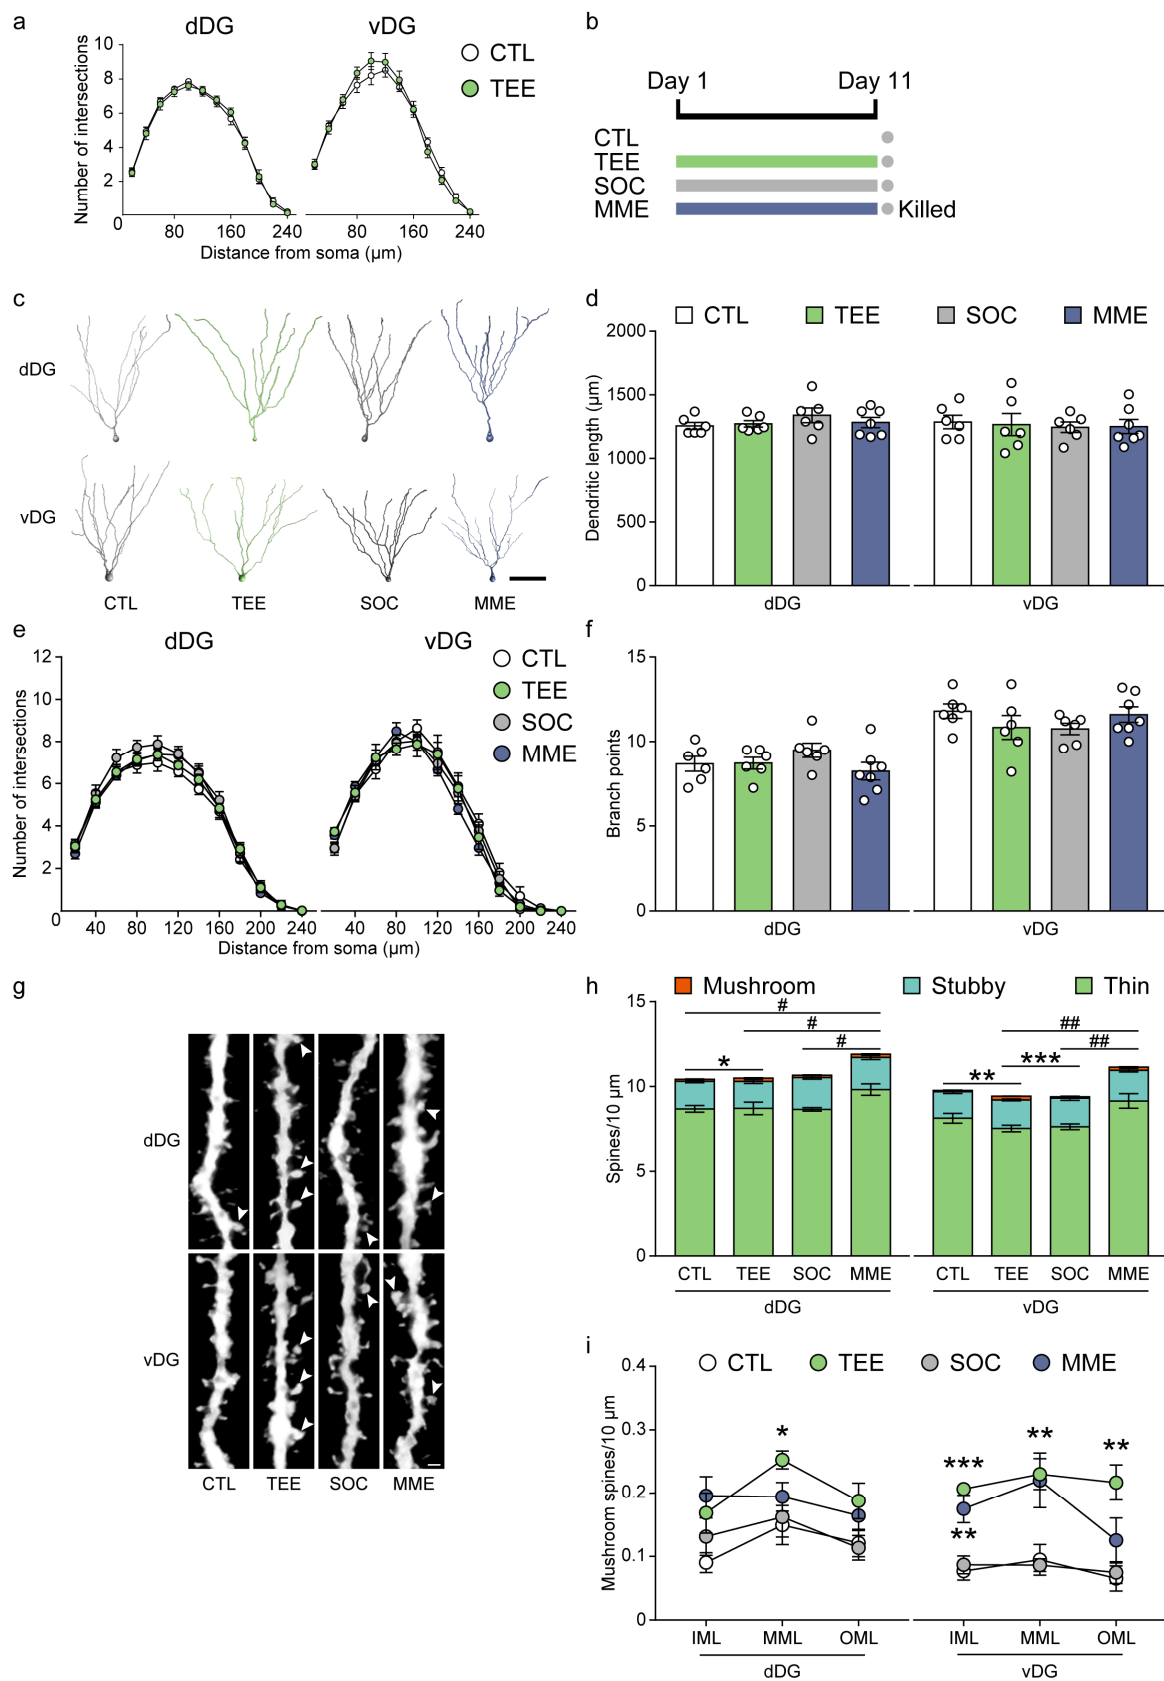 a
dDG
vDG
CTL
TEE
Number of intersections
10
8
6
4
2
0
80
160
240
80
160
240
Distance from soma (µm)
b
Day 1
Day 11
CTL
TEE
SOC
MME
Killed
c
dDG
vDG
CTL
TEE
SOC
MME
d
CTL
TEE
SOC
MME
Dendritic length (µm)
2000
1500
1000
500
0
dDG
vDG
e
dDG
vDG
CTL
TEE
SOC
MME
Number of intersections
12
10
8
6
4
2
0
40
80
120
160
200
240
40
80
120
160
200
240
Distance from soma (µm)
f
Branch points
15
10
5
0
dDG
vDG
g
dDG
vDG
CTL
TEE
SOC
MME
h
Mushroom
Stubby
Thin
Spines/10 µm
15
10
5
0
#
#
#
*
##
##
***
**
CTL
TEE
SOC
MME
CTL
TEE
SOC
MME
dDG
vDG
i
CTL
TEE
SOC
MME
Mushroom spines/10 µm
0.4
0.3
0.2
0.1
0
*
***
**
**
**
IML
MML
OML
IML
MML
OML
dDG
vDG